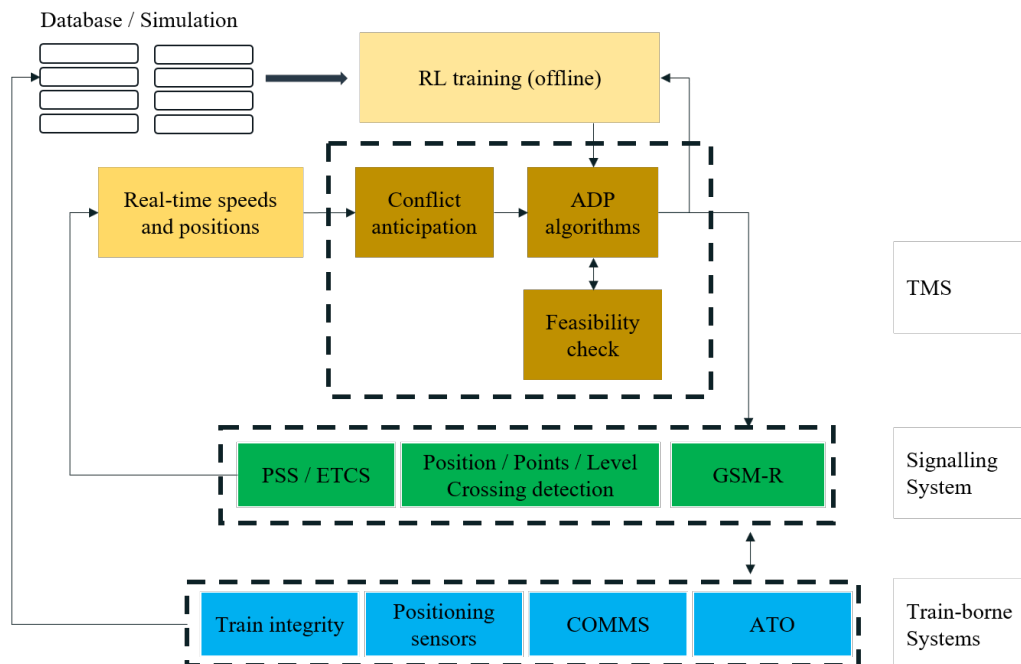 Database / Simulation
RL training (offline)
Real-time speeds
and positions
Conflict
anticipation
ADP
algorithms
Feasibility
check
TMS
PSS / ETCS
Position / Points / Level
Crossing detection
GSM-R
Signalling
System
Train integrity
Positioning
sensors
COMMS
ATO
Train-borne
Systems